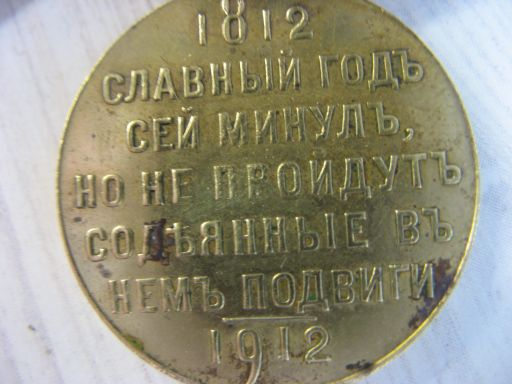 1812
СЛАВНЫЙ ГОДЪ
СЕЙ МИНУЛЪ,
НО НЕ ПРОЙДУТЪ
СОДѢЯННЫЕ ВЪ
НЕМЪ ПОДВИГИ
1912